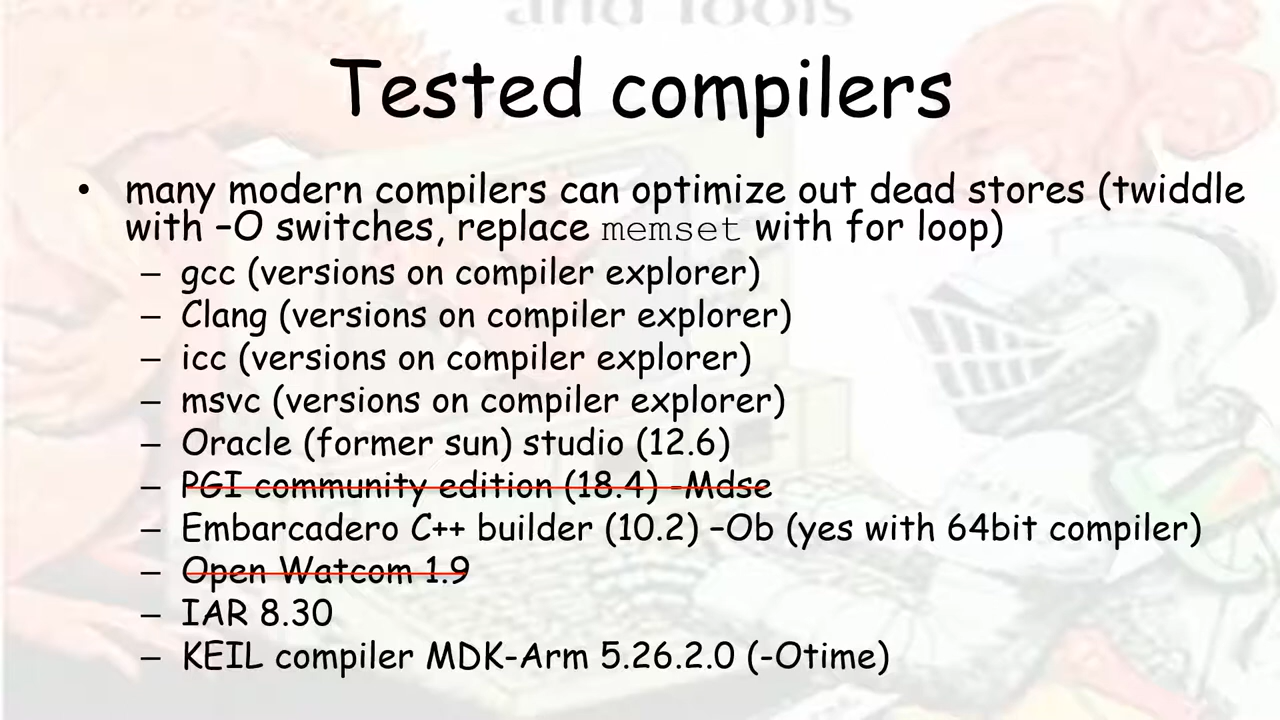 and Tools
Tested compilers
• many modern compilers can optimize out dead stores (twiddle
with –O switches, replace memset with for loop)
– gcc (versions on compiler explorer)
– Clang (versions on compiler explorer)
– icc (versions on compiler explorer)
– msvc (versions on compiler explorer)
– Oracle (former sun) studio (12.6)
– PGI community edition (18.4) -Mdse
– Embarcadero C++ builder (10.2) –Ob (yes with 64bit compiler)
– Open Watcom 1.9
– IAR 8.30
– KEIL compiler MDK-Arm 5.26.2.0 (-Otime)